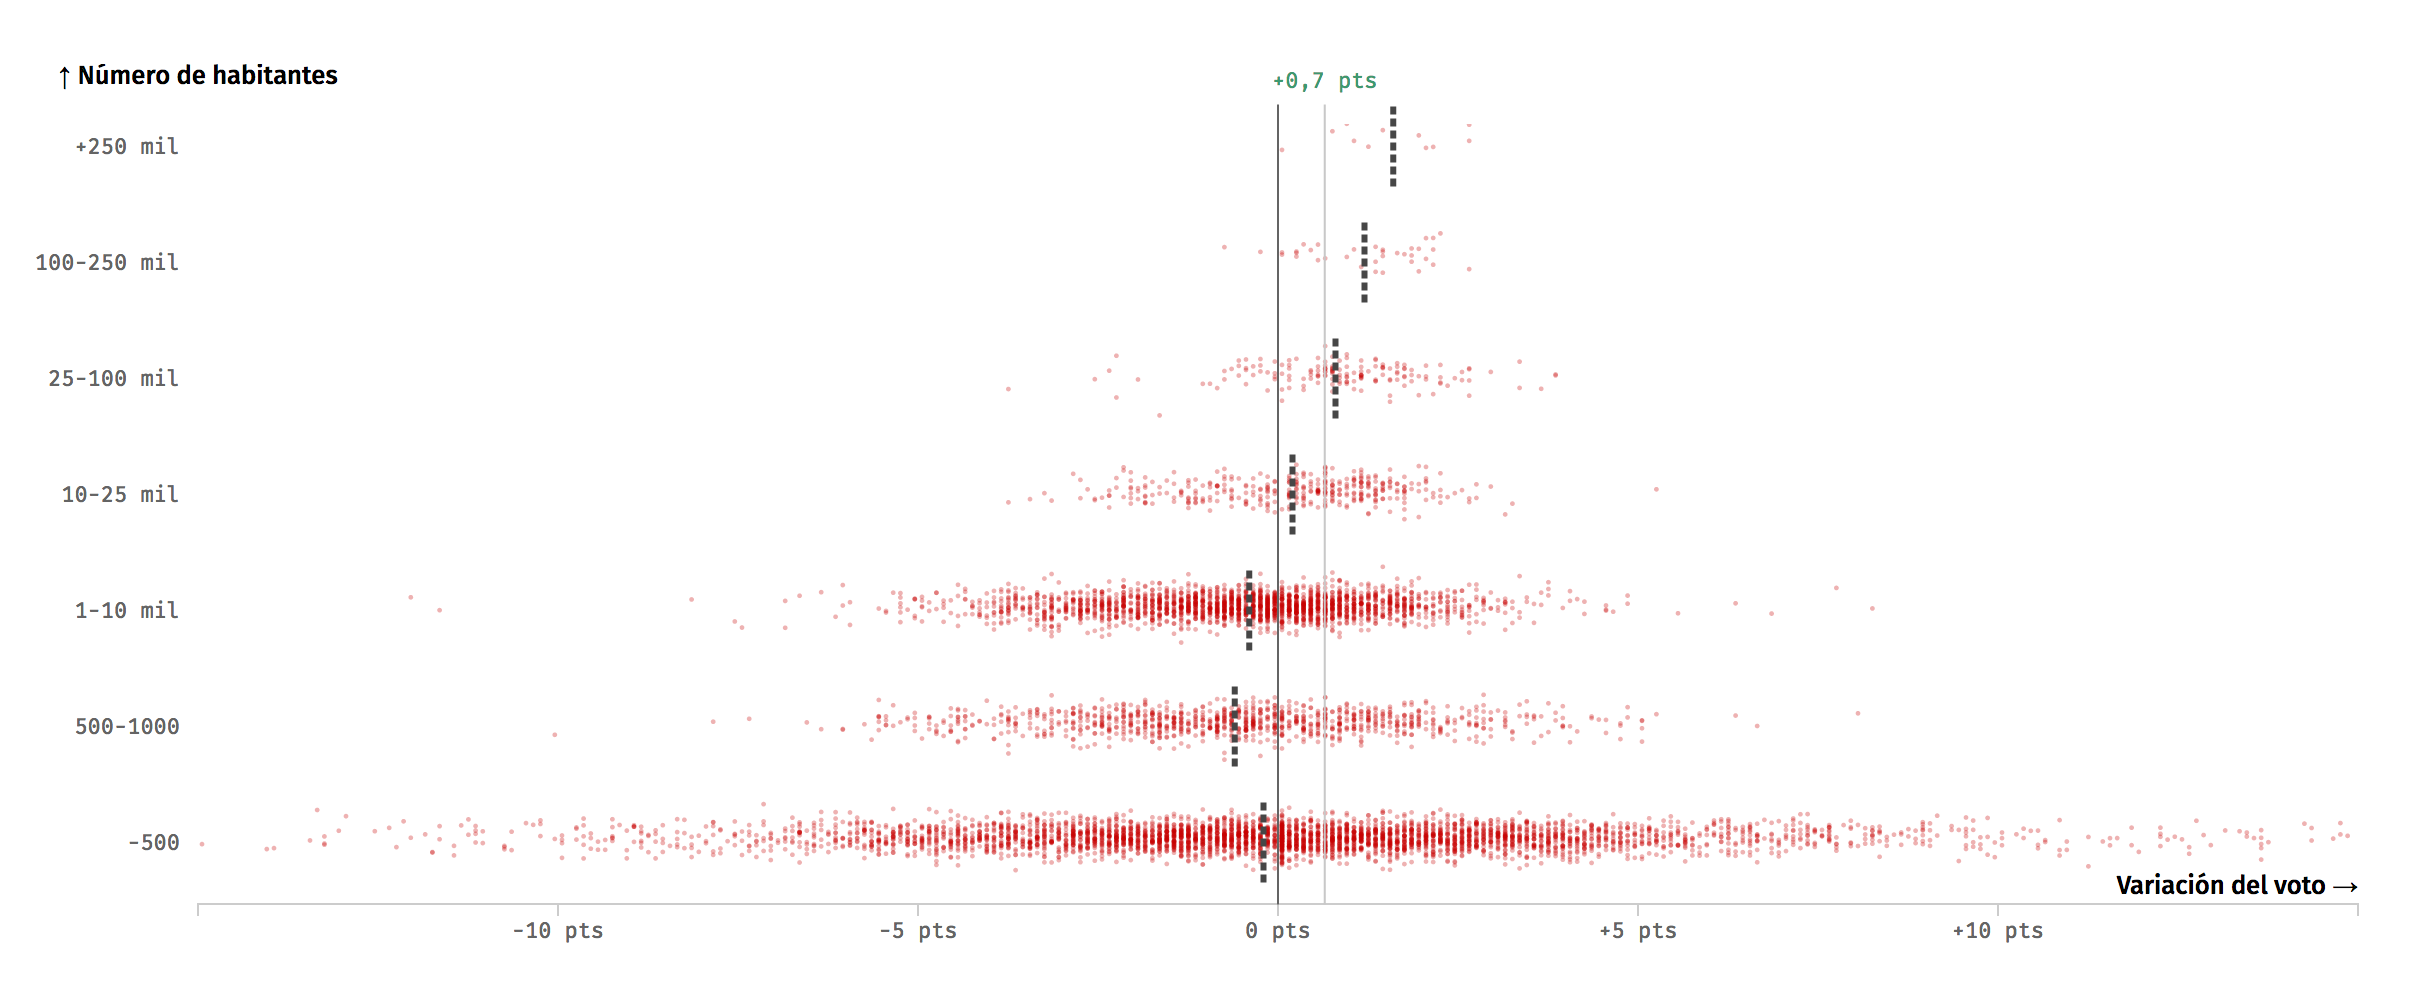 ↑ Número de habitantes
+0,7 pts
+250 mil
100-250 mil
25-100 mil
10-25 mil
1-10 mil
500-1000
-500
Variación del voto →
-10 pts
-5 pts
0 pts
+5 pts
+10 pts